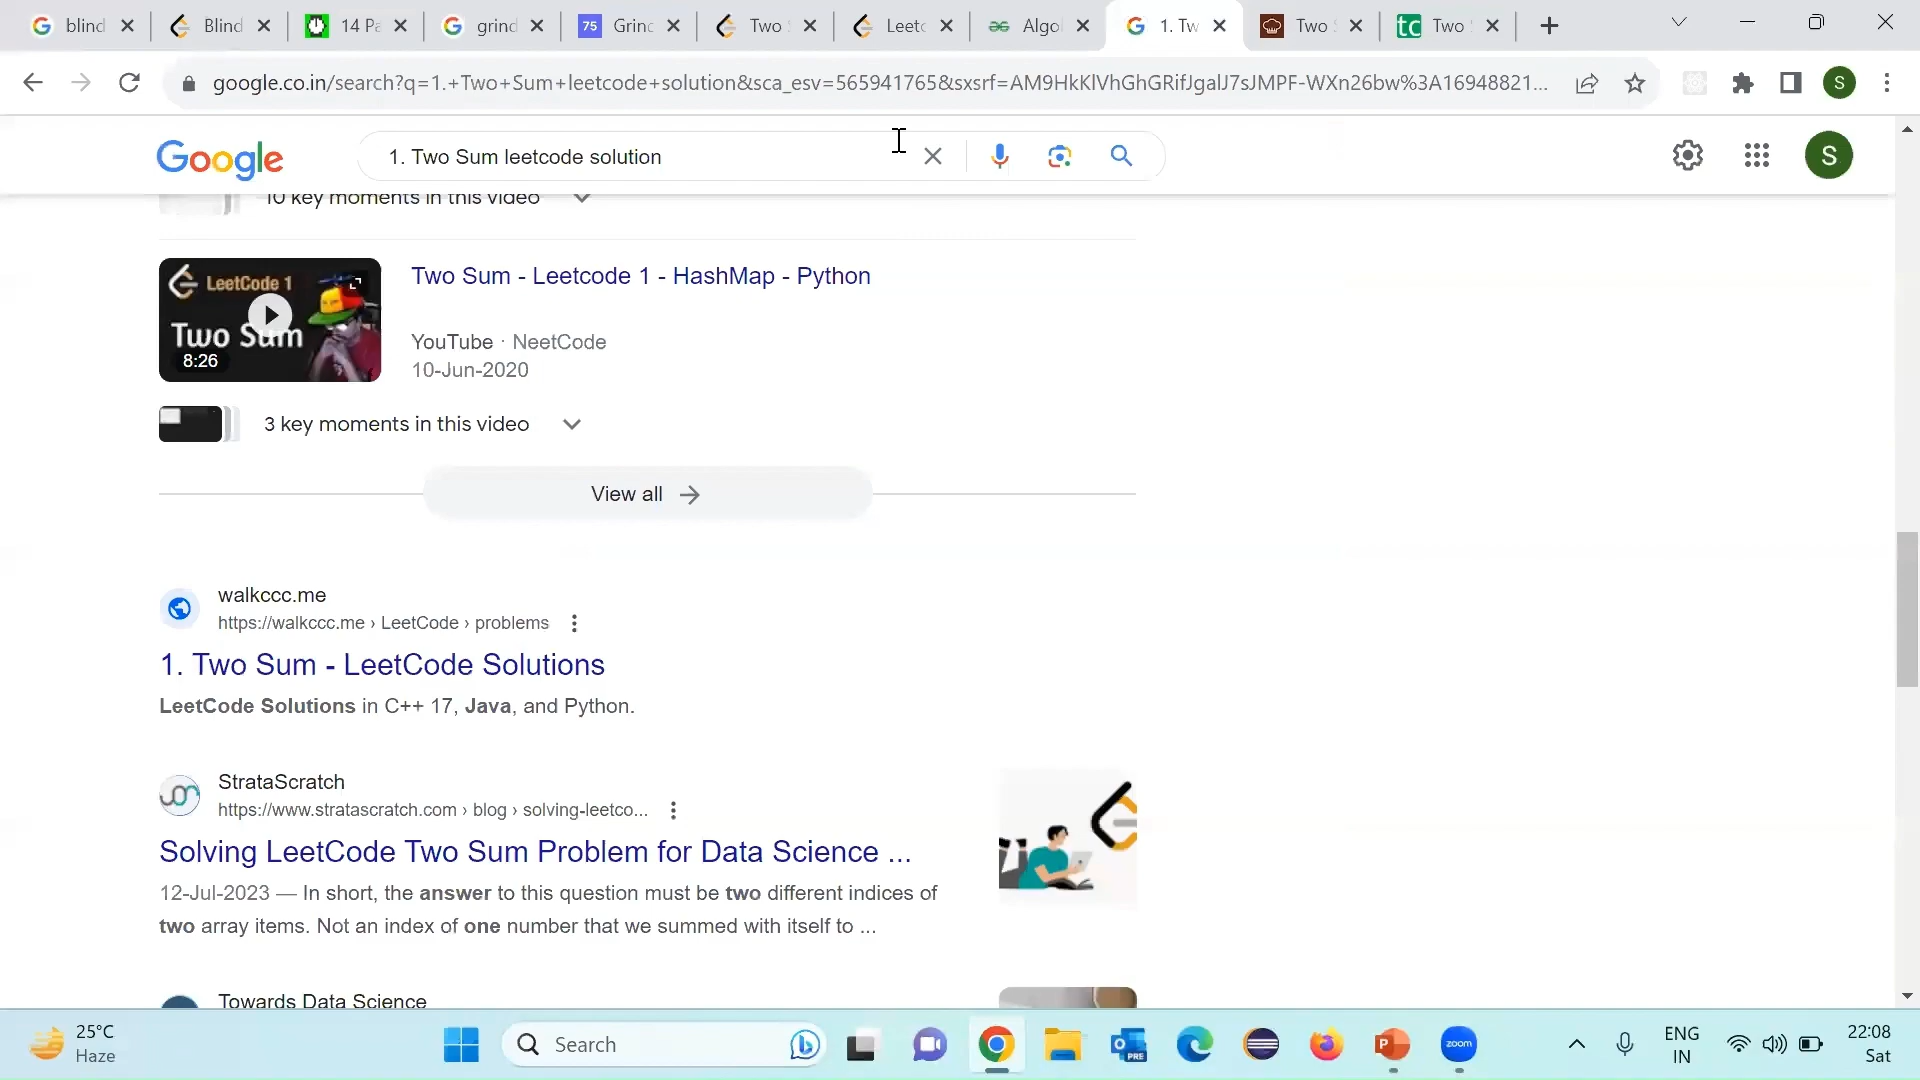 blind
Blind
14 Pa
grind
75
Grinc
Two
Leetc
Algo
1. Tw
Two
tc
Two
google.co.in/search?q=1.+Two+Sum+leetcode+solution&sca_esv=565941765&sxsrf=AM9HkKlVhGhGRifJgalJ7sJMPF-WXn26bw%3A16948821...
S
Google
1. Two Sum leetcode solution
S
10 key moments in this video
LeetCode 1
Two Sum
8:26
Two Sum - Leetcode 1 - HashMap - Python
YouTube · NeetCode
10-Jun-2020
3 key moments in this video
View all
walkccc.me
https://walkccc.me › LeetCode › problems
1. Two Sum - LeetCode Solutions
LeetCode Solutions in C++ 17, Java, and Python.
StrataScratch
https://www.stratascratch.com › blog › solving-leetco...
Solving LeetCode Two Sum Problem for Data Science ...
12-Jul-2023 — In short, the answer to this question must be two different indices of
two array items. Not an index of one number that we summed with itself to ...
Towards Data Science
25°C
Haze
Search
PRE
zoom
ENG
IN
22:08
Sat